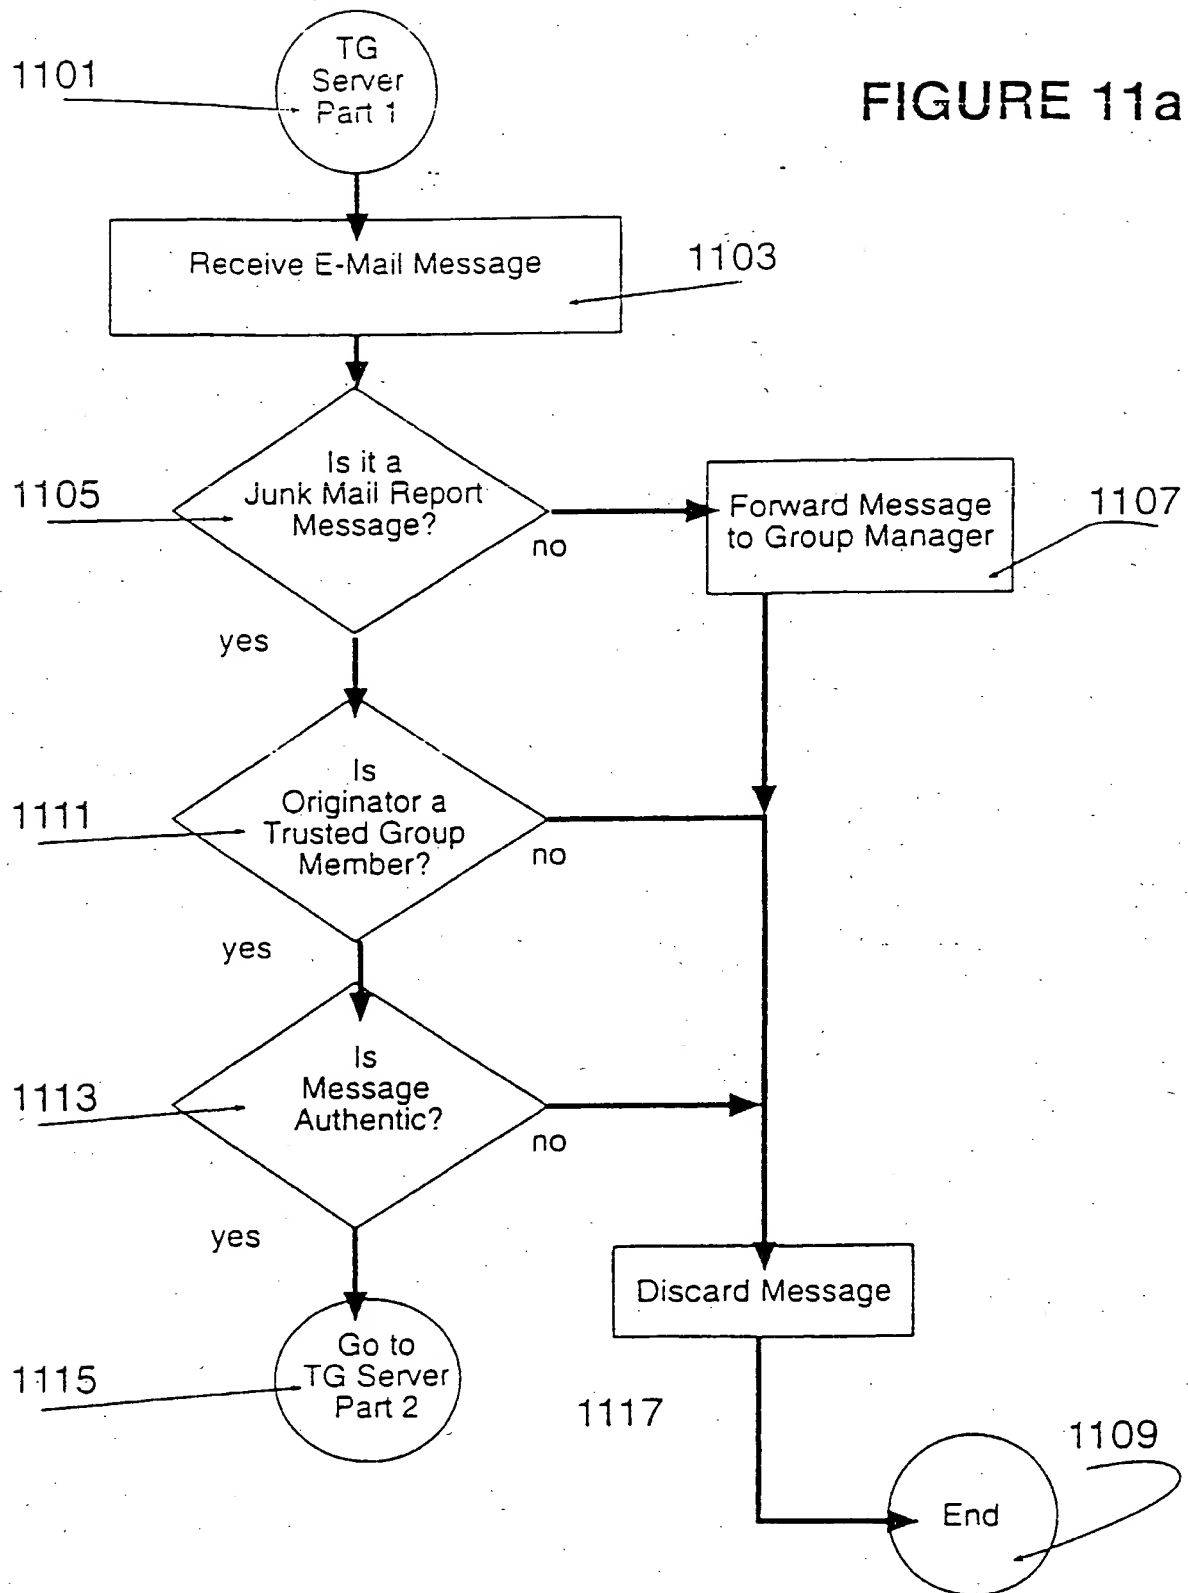 FIGURE 11a
1101
TG
Server
Part 1
Receive E-Mail Message
1103
1105
Is it a
Junk Mail Report
Message?
no
yes
Forward Message
to Group Manager
1107
1111
Is
Originator a
Trusted Group
Member?
no
yes
1113
Is
Message
Authentic?
no
yes
Discard Message
1115
Go to
TG Server
Part 2
1117
1109
End